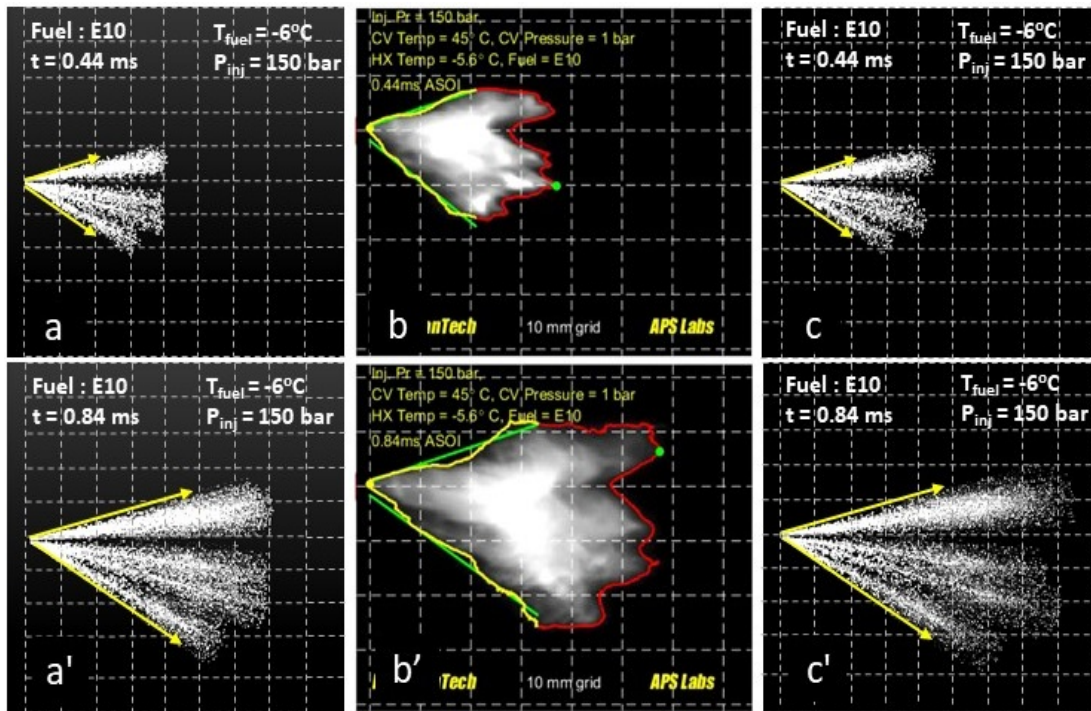 Fuel : E10 T_fuel = -6°C
t = 0.44 ms P_inj = 150 bar
a
Inj. Pr = 150 bar,
CV Temp = 45° C, CV Pressure = 1 bar
HX Temp = -5.6° C, Fuel = E10
0.44ms ASOI
b
10 mm grid
APS Labs
Fuel : E10 T_fuel = -6°C
t = 0.44 ms P_inj = 150 bar
c
Fuel : E10 T_fuel = -6°C
t = 0.84 ms P_inj = 150 bar
a'
Inj. Pr = 150 bar,
CV Temp = 45° C, CV Pressure = 1 bar
HX Temp = -5.6° C, Fuel = E10
0.84ms ASOI
b’
10 mm grid
APS Labs
Fuel : E10 T_fuel = -6°C
t = 0.84 ms P_inj = 150 bar
c'